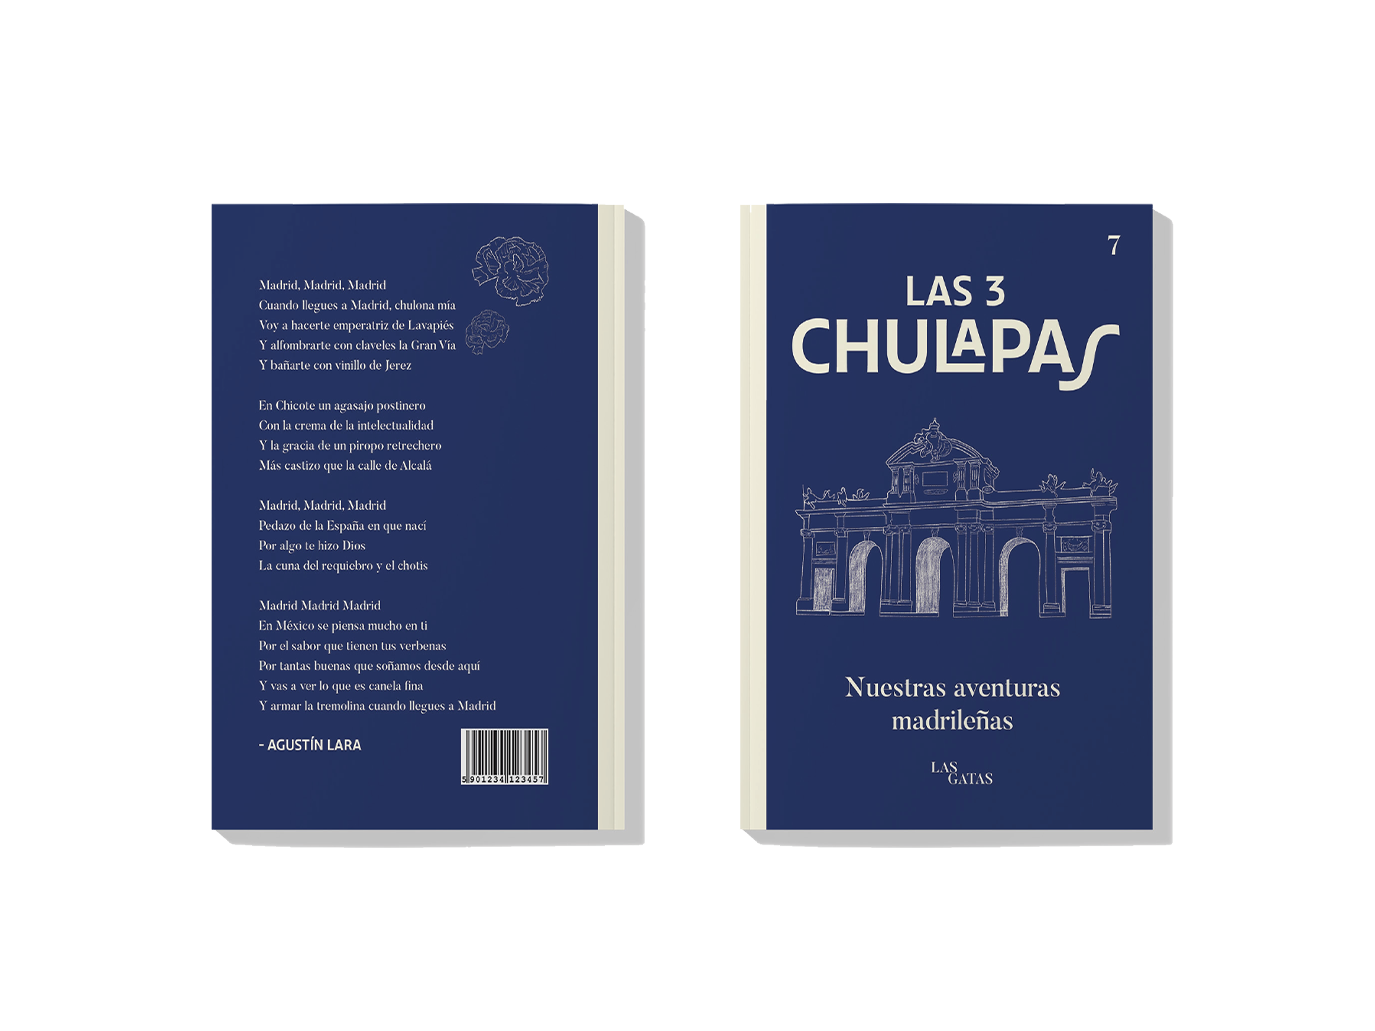 Madrid, Madrid, Madrid
Cuando llegues a Madrid, chulona mía
Voy a hacerte emperatriz de Lavapiés
Y alfombrarte con claveles la Gran Vía
Y bañarte con vinillo de Jerez
En Chicote un agasajo postinero
Con la crema de la intelectualidad
Y la gracia de un piropo retrechero
Más castizo que la calle de Alcalá
Madrid, Madrid, Madrid
Pedazo de la España en que nací
Por algo te hizo Dios
La cuna del requiebro y el chotis
Madrid Madrid Madrid
En México se piensa mucho en ti
Por el sabor que tienen tus verbenas
Por tantas buenas que soñamos desde aquí
Y vas a ver lo que es canela fina
Y armar la tremolina cuando llegues a Madrid
- AGUSTÍN LARA
5 901234 123457
7
LAS 3
CHULAPAS
Nuestras aventuras
madrileñas
LAS
GATAS